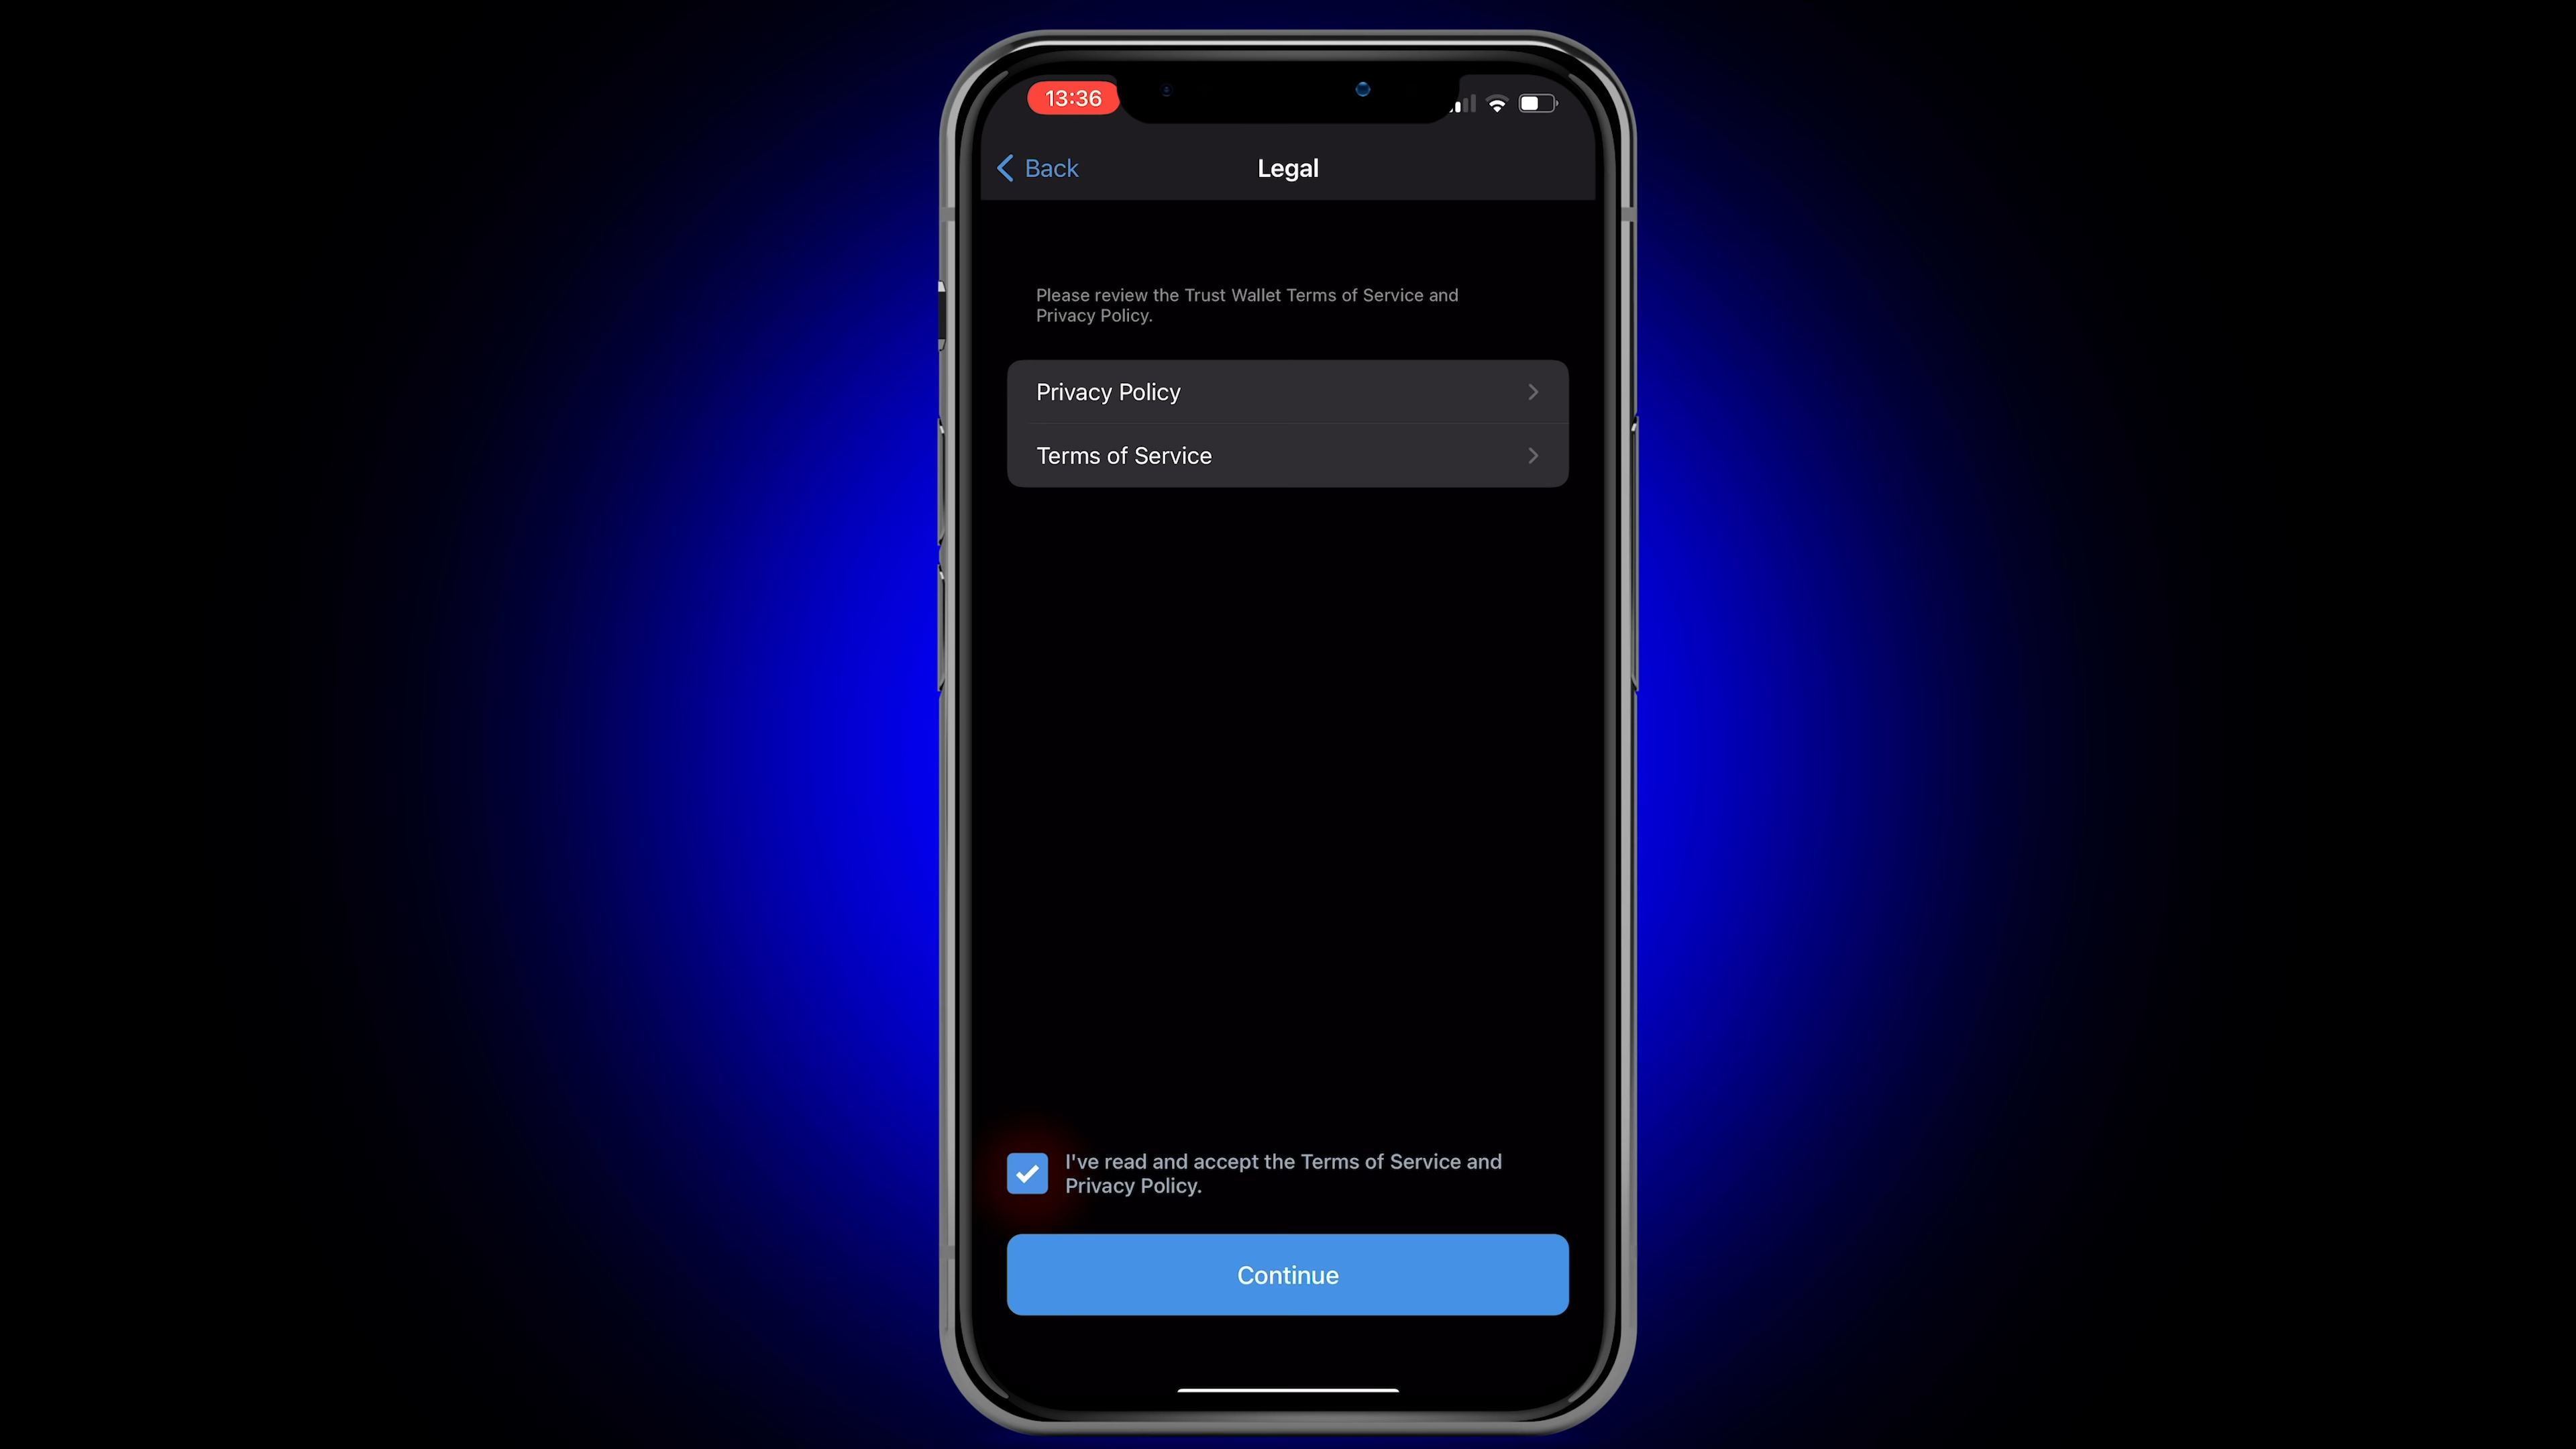 13:36
Back
Legal
Please review the Trust Wallet Terms of Service and
Privacy Policy.
Privacy Policy
Terms of Service
I've read and accept the Terms of Service and
Privacy Policy.
Continue